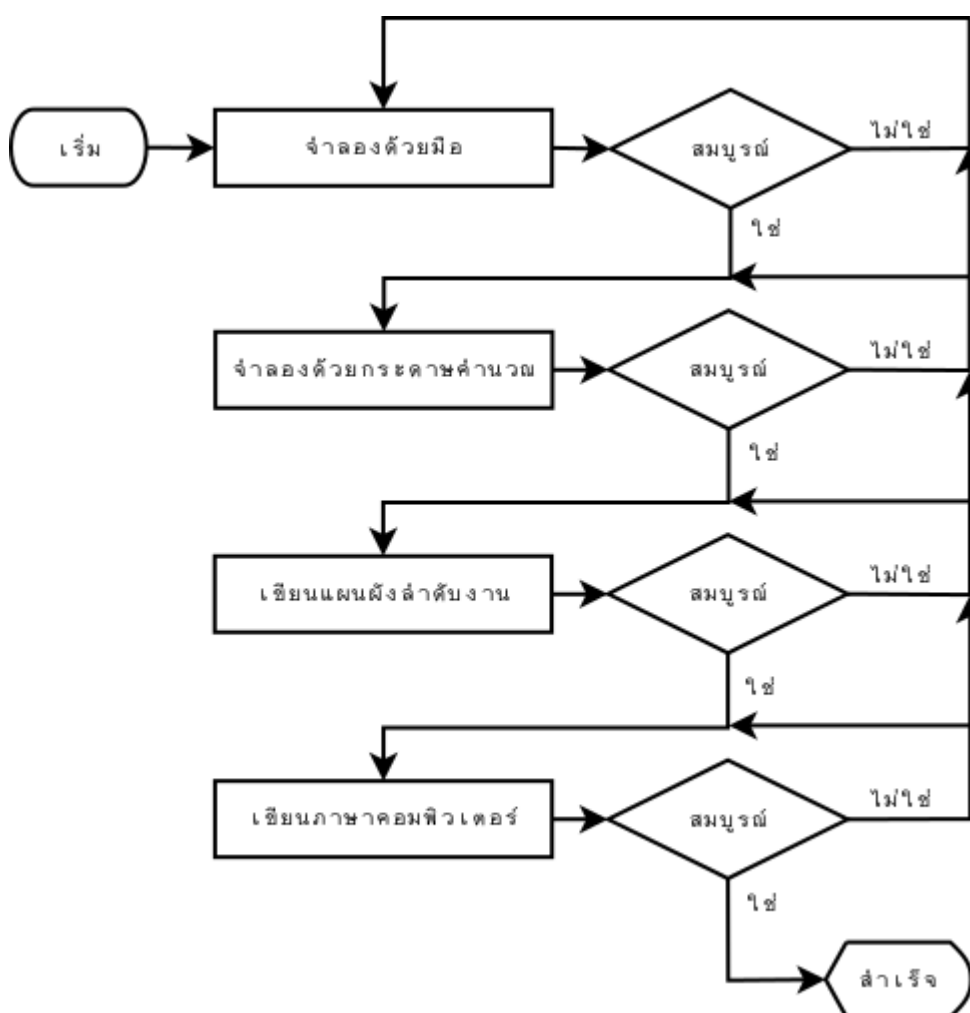 เริ่ม
จำลองด้วยมือ
สมบูรณ์
ไม่ใช่
ใช่
จำลองด้วยกระดาษคำนวณ
สมบูรณ์
ไม่ใช่
ใช่
เขียนแผนผังลำดับงาน
สมบูรณ์
ไม่ใช่
ใช่
เขียนภาษาคอมพิวเตอร์
สมบูรณ์
ไม่ใช่
ใช่
สำเร็จ